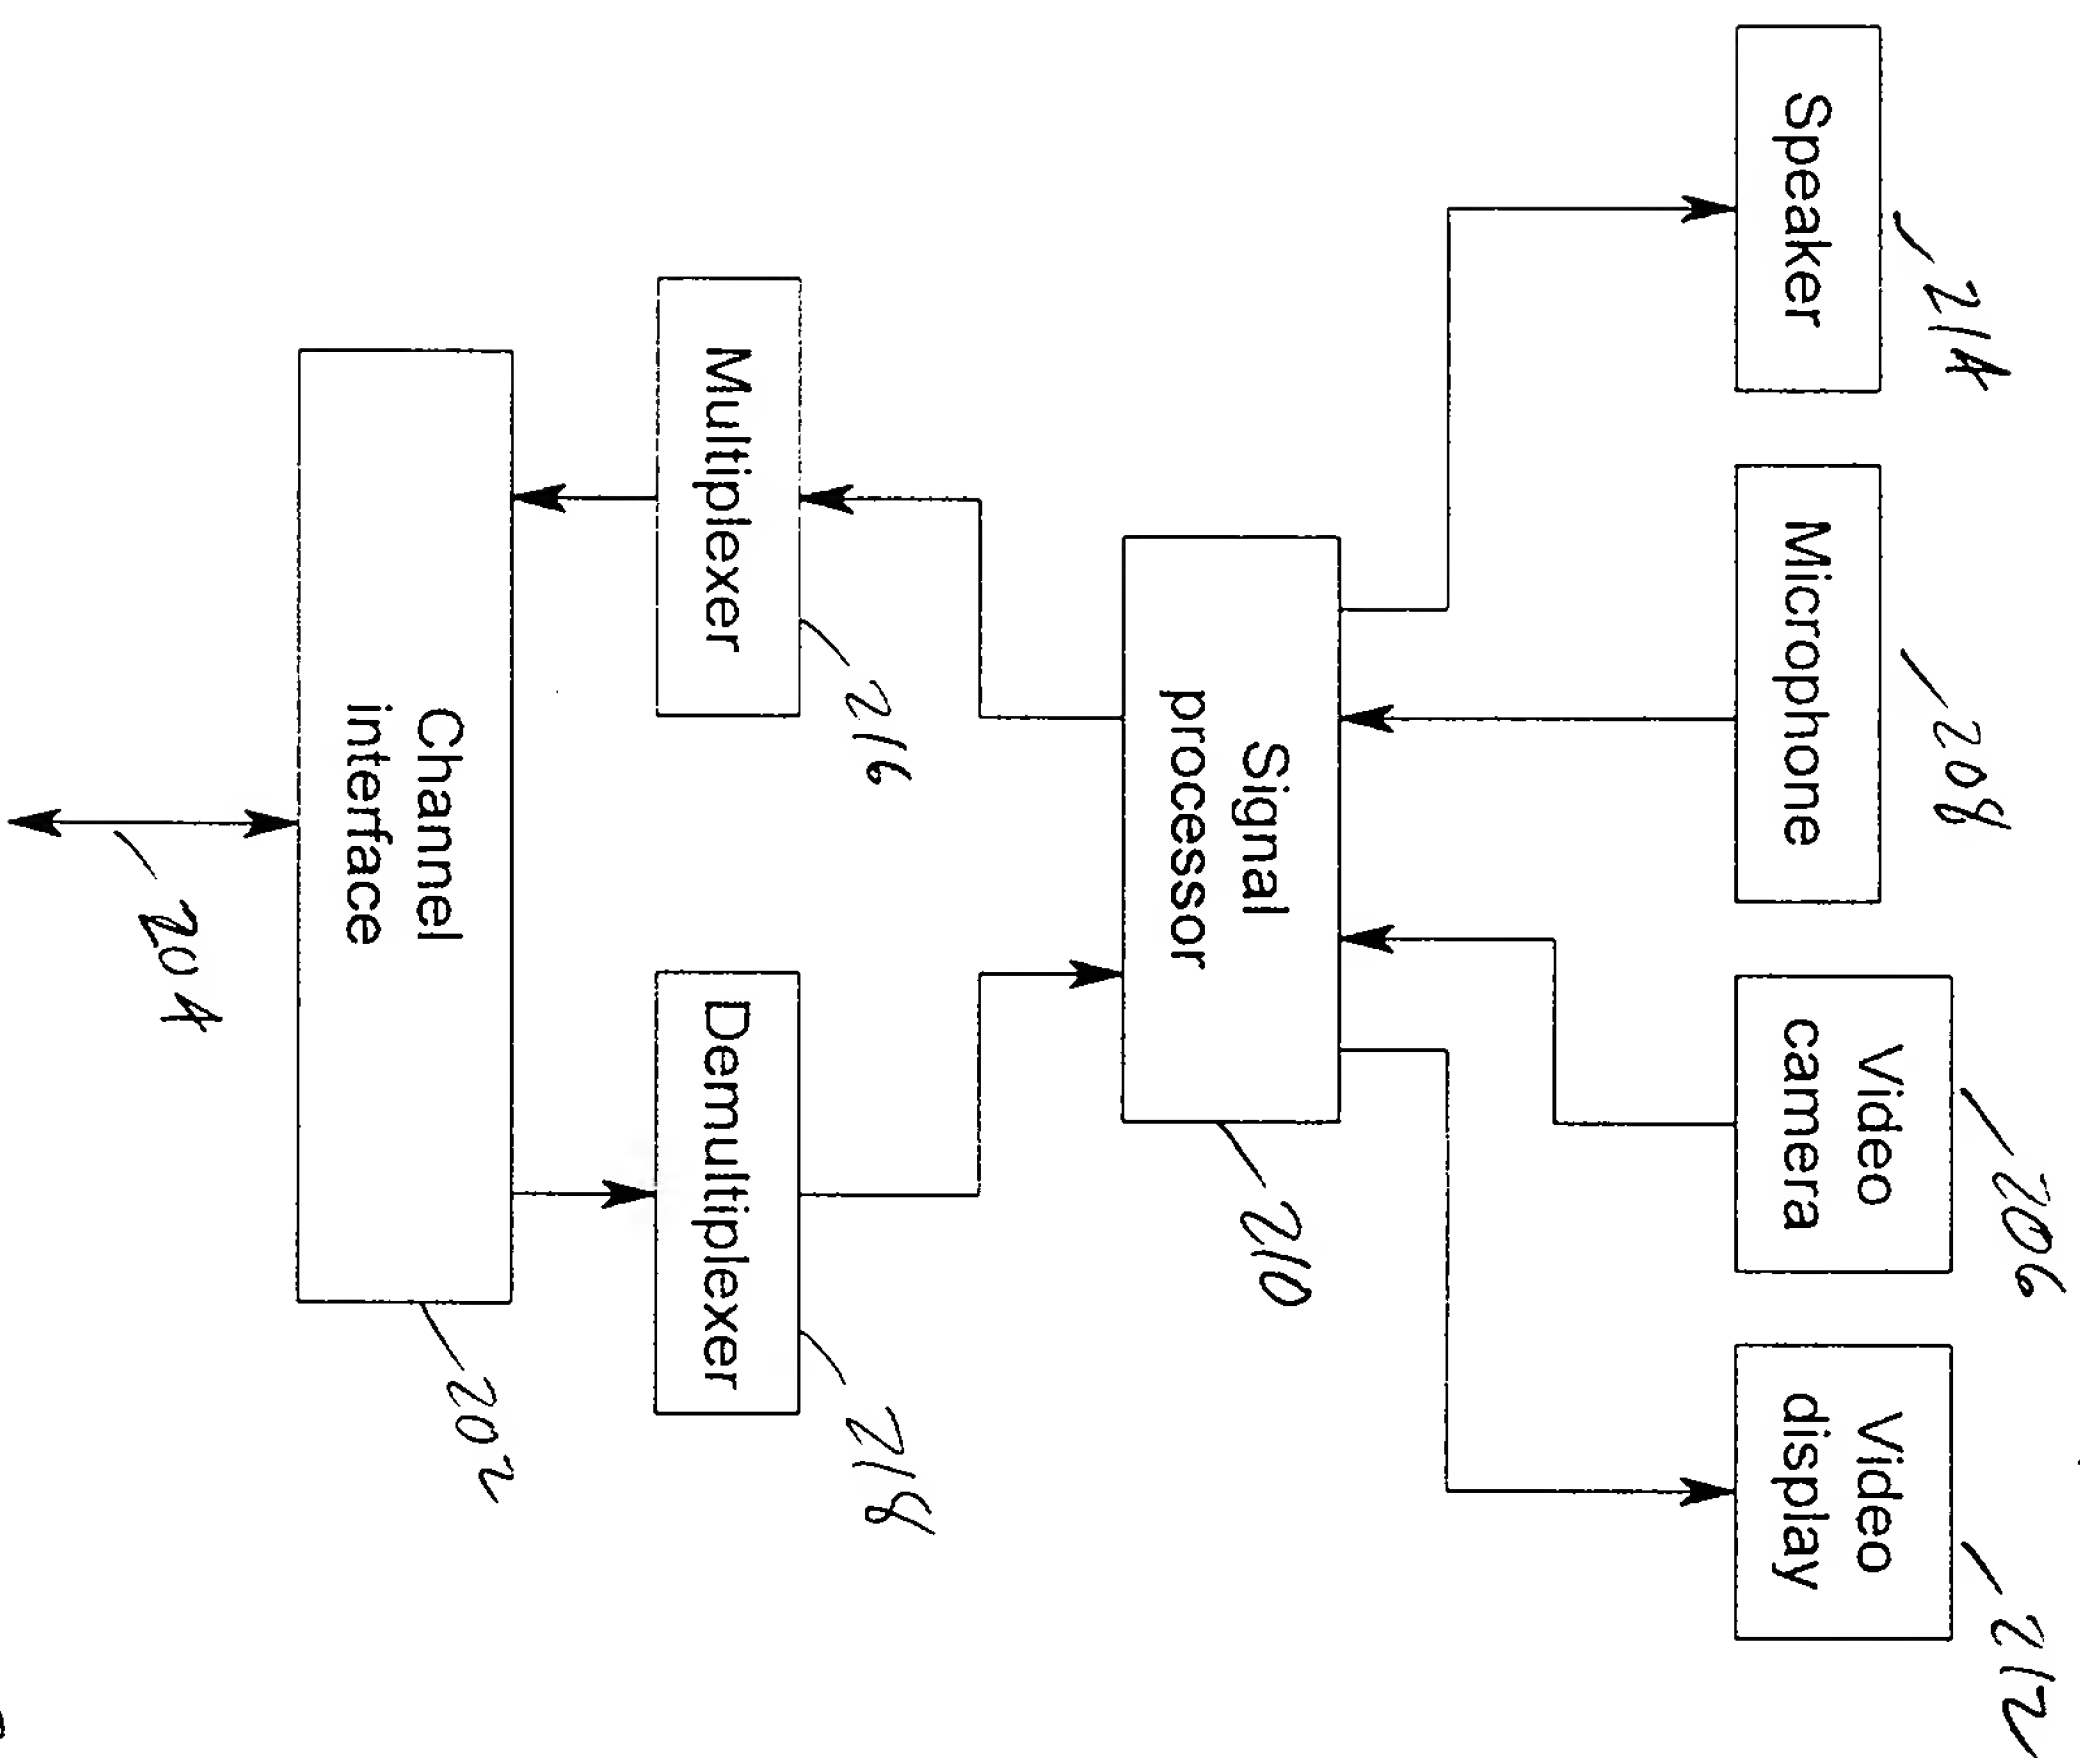 Speaker
214
Microphone
208
Video
camera
206
Video
display
212
Signal
processor
210
Multiplexer
216
Demultiplexer
218
Channel
interface
202
204